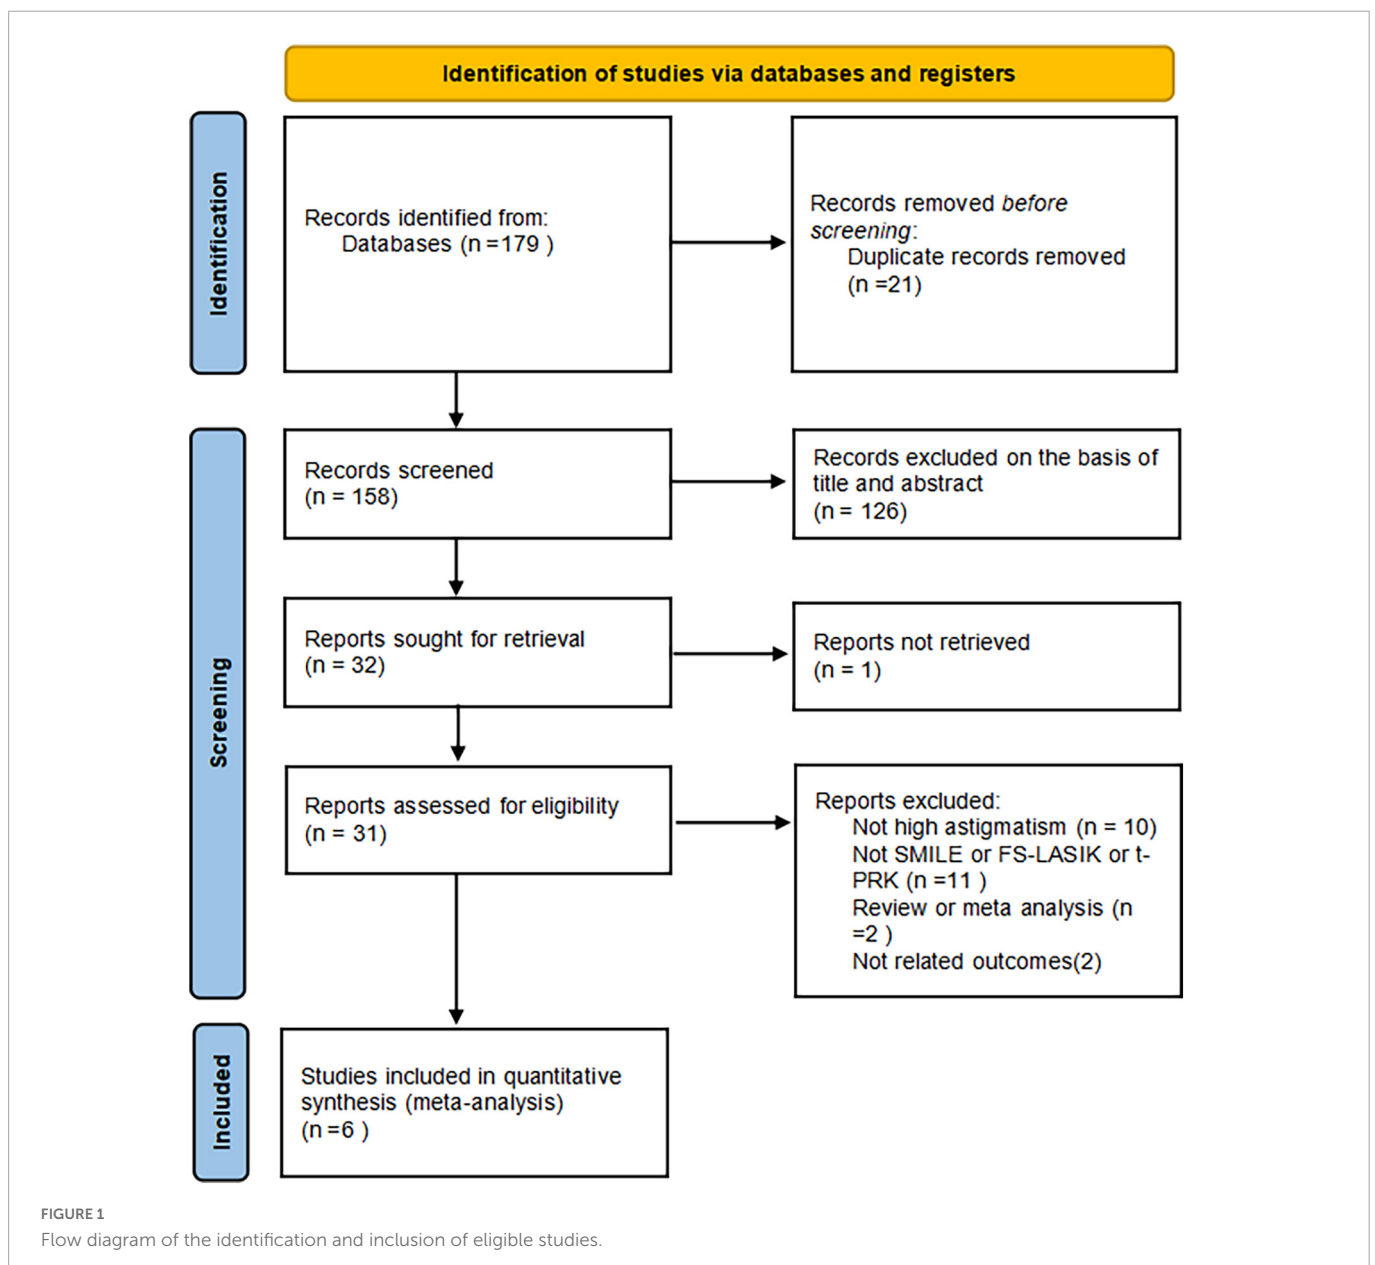 Identification of studies via databases and registers
Identification
Records identified from:
Databases (n =179 )
Records removed before
screening:
Duplicate records removed
(n =21)
Screening
Records screened
(n = 158)
Records excluded on the basis of
title and abstract
(n = 126)
Reports sought for retrieval
(n = 32)
Reports not retrieved
(n = 1)
Reports assessed for eligibility
(n = 31)
Reports excluded:
Not high astigmatism (n = 10)
Not SMILE or FS-LASIK or t-
PRK (n =11 )
Review or meta analysis (n
=2 )
Not related outcomes(2)
Included
Studies included in quantitative
synthesis (meta-analysis)
(n =6 )
FIGURE 1
Flow diagram of the identification and inclusion of eligible studies.